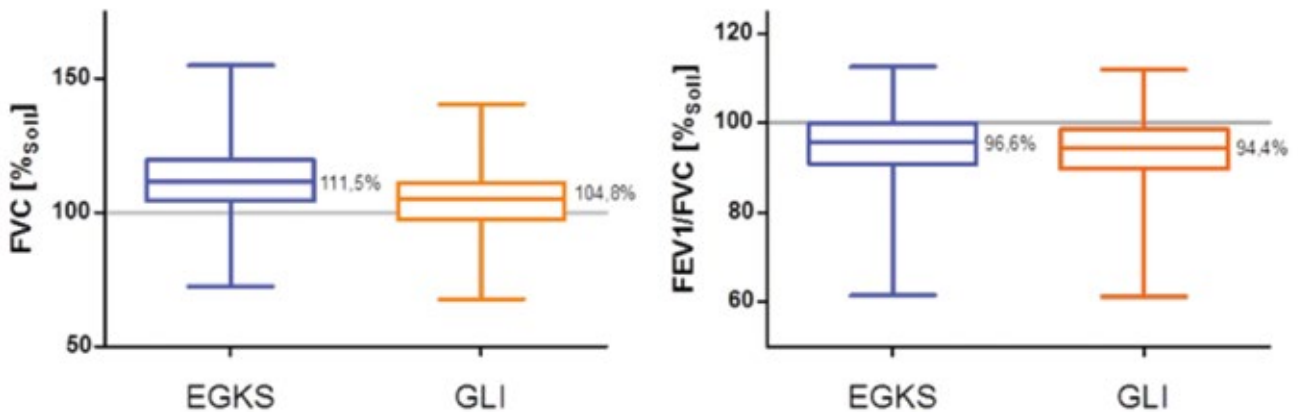 FVC [%Soll]
150
100
50
111,5%
104,8%
EGKS GLI
FEV1/FVC [%Soll]
120
100
80
60
96,6%
94,4%
EGKS GLI